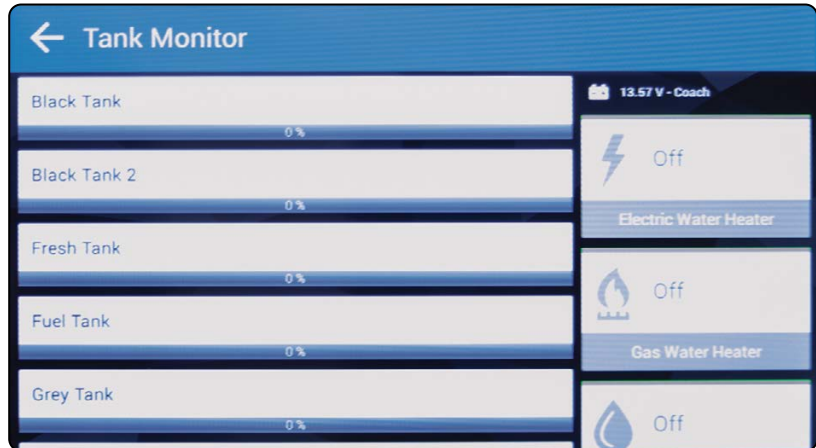 Tank Monitor
Black Tank
0%
Black Tank 2
0%
Fresh Tank
0%
Fuel Tank
0%
Grey Tank
0%
13.57 V - Coach
Off
Electric Water Heater
Off
Gas Water Heater
Off